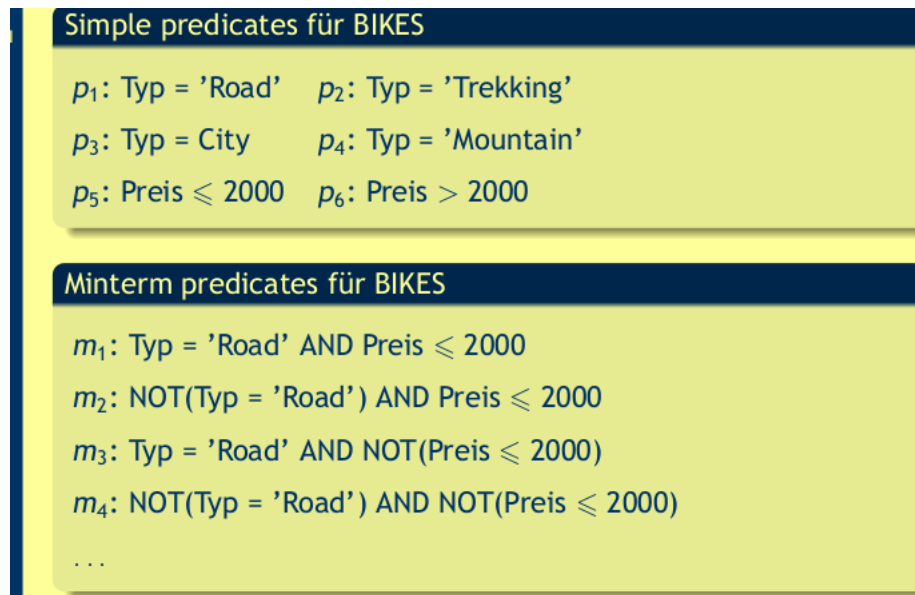 Simple predicates für BIKES
p₁: Typ = ’Road’ p₂: Typ = ’Trekking’
p₃: Typ = City p₄: Typ = ’Mountain’
p₅: Preis ⩽ 2000 p₆: Preis > 2000
Minterm predicates für BIKES
m₁: Typ = ’Road’ AND Preis ⩽ 2000
m₂: NOT(Typ = ’Road’) AND Preis ⩽ 2000
m₃: Typ = ’Road’ AND NOT(Preis ⩽ 2000)
m₄: NOT(Typ = ’Road’) AND NOT(Preis ⩽ 2000)
. . .